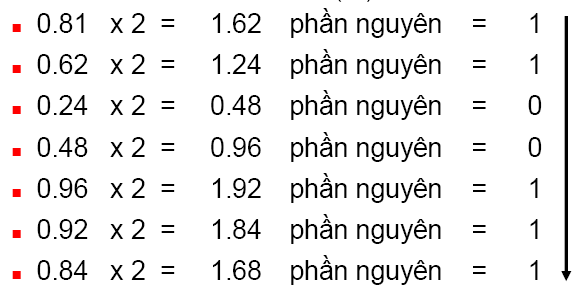 0.81 x 2 = 1.62 phần nguyên = 1
0.62 x 2 = 1.24 phần nguyên = 1
0.24 x 2 = 0.48 phần nguyên = 0
0.48 x 2 = 0.96 phần nguyên = 0
0.96 x 2 = 1.92 phần nguyên = 1
0.92 x 2 = 1.84 phần nguyên = 1
0.84 x 2 = 1.68 phần nguyên = 1